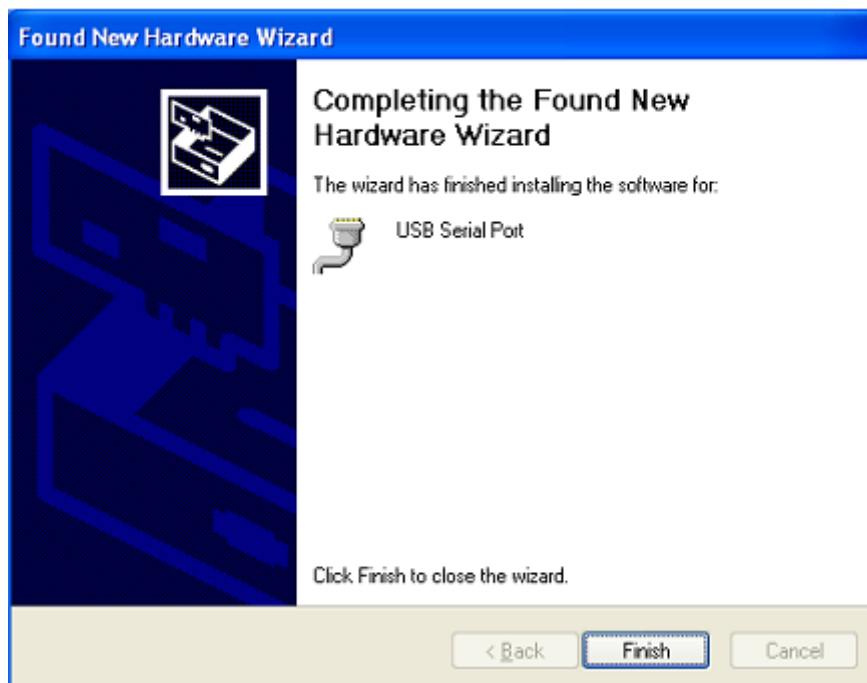 Found New Hardware Wizard
Completing the Found New
Hardware Wizard
The wizard has finished installing the software for:
USB Serial Port
Click Finish to close the wizard.
< Back Finish Cancel